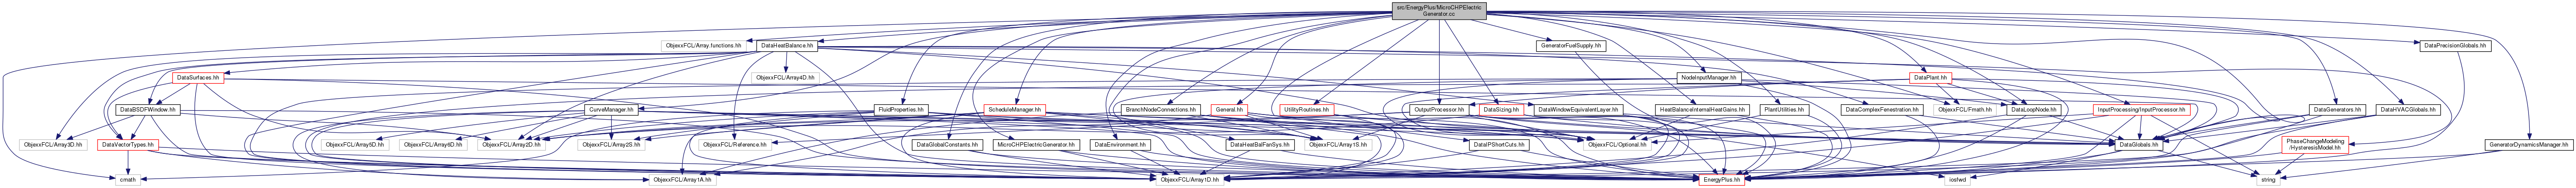 src/EnergyPlus/MicroCHPElectric
Generator.cc
ObjexxFCL/Array.functions.hh
DataHeatBalance.hh
GeneratorFuelSupply.hh
DataPrecisionGlobals.hh
DataSurfaces.hh
ObjexxFCL/Array4D.hh
NodeInputManager.hh
DataPlant.hh
DataBSDFWindow.hh
CurveManager.hh
FluidProperties.hh
ScheduleManager.hh
BranchNodeConnections.hh
General.hh
UtilityRoutines.hh
OutputProcessor.hh
DataSizing.hh
DataWindowEquivalentLayer.hh
HeatBalanceInternalHeatGains.hh
PlantUtilities.hh
DataComplexFenestration.hh
ObjexxFCL/Fmath.hh
DataLoopNode.hh
InputProcessing/InputProcessor.hh
DataGenerators.hh
DataHVACGlobals.hh
ObjexxFCL/Array3D.hh
DataVectorTypes.hh
ObjexxFCL/Array5D.hh
ObjexxFCL/Array6D.hh
ObjexxFCL/Array2D.hh
ObjexxFCL/Array2S.hh
ObjexxFCL/Reference.hh
DataGlobalConstants.hh
MicroCHPElectricGenerator.hh
DataEnvironment.hh
DataHeatBalFanSys.hh
ObjexxFCL/Array1S.hh
DataIPShortCuts.hh
ObjexxFCL/Optional.hh
DataGlobals.hh
PhaseChangeModeling
/HysteresisModel.hh
GeneratorDynamicsManager.hh
cmath
ObjexxFCL/Array1A.hh
ObjexxFCL/Array1D.hh
EnergyPlus.hh
iosfwd
string